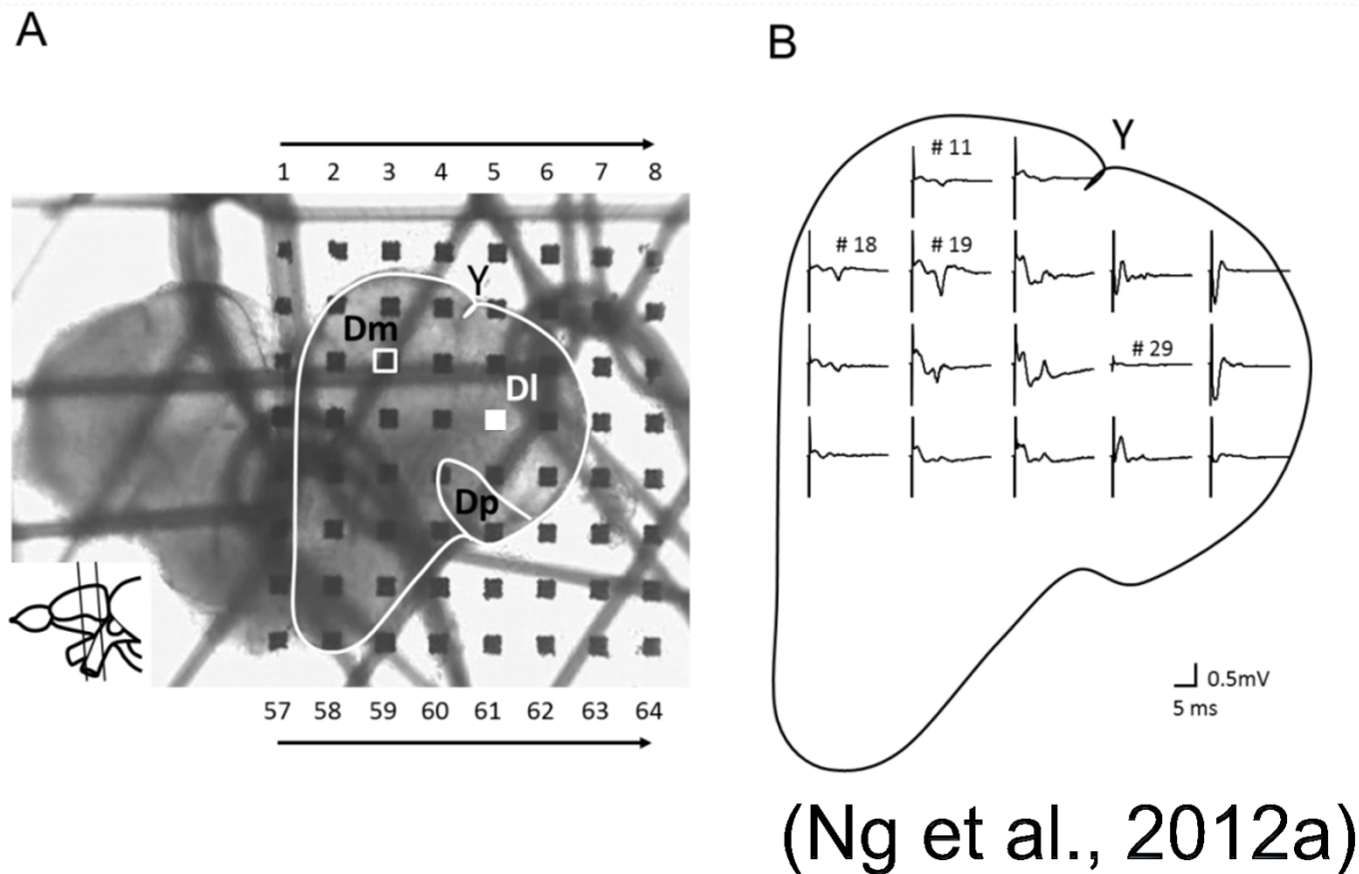 A
B
1 2 3 4 5 6 7 8
Y
Dm
Dl
Dp
57 58 59 60 61 62 63 64
Y
# 11
# 18 # 19
# 29
0.5mV
5 ms
(Ng et al., 2012a)